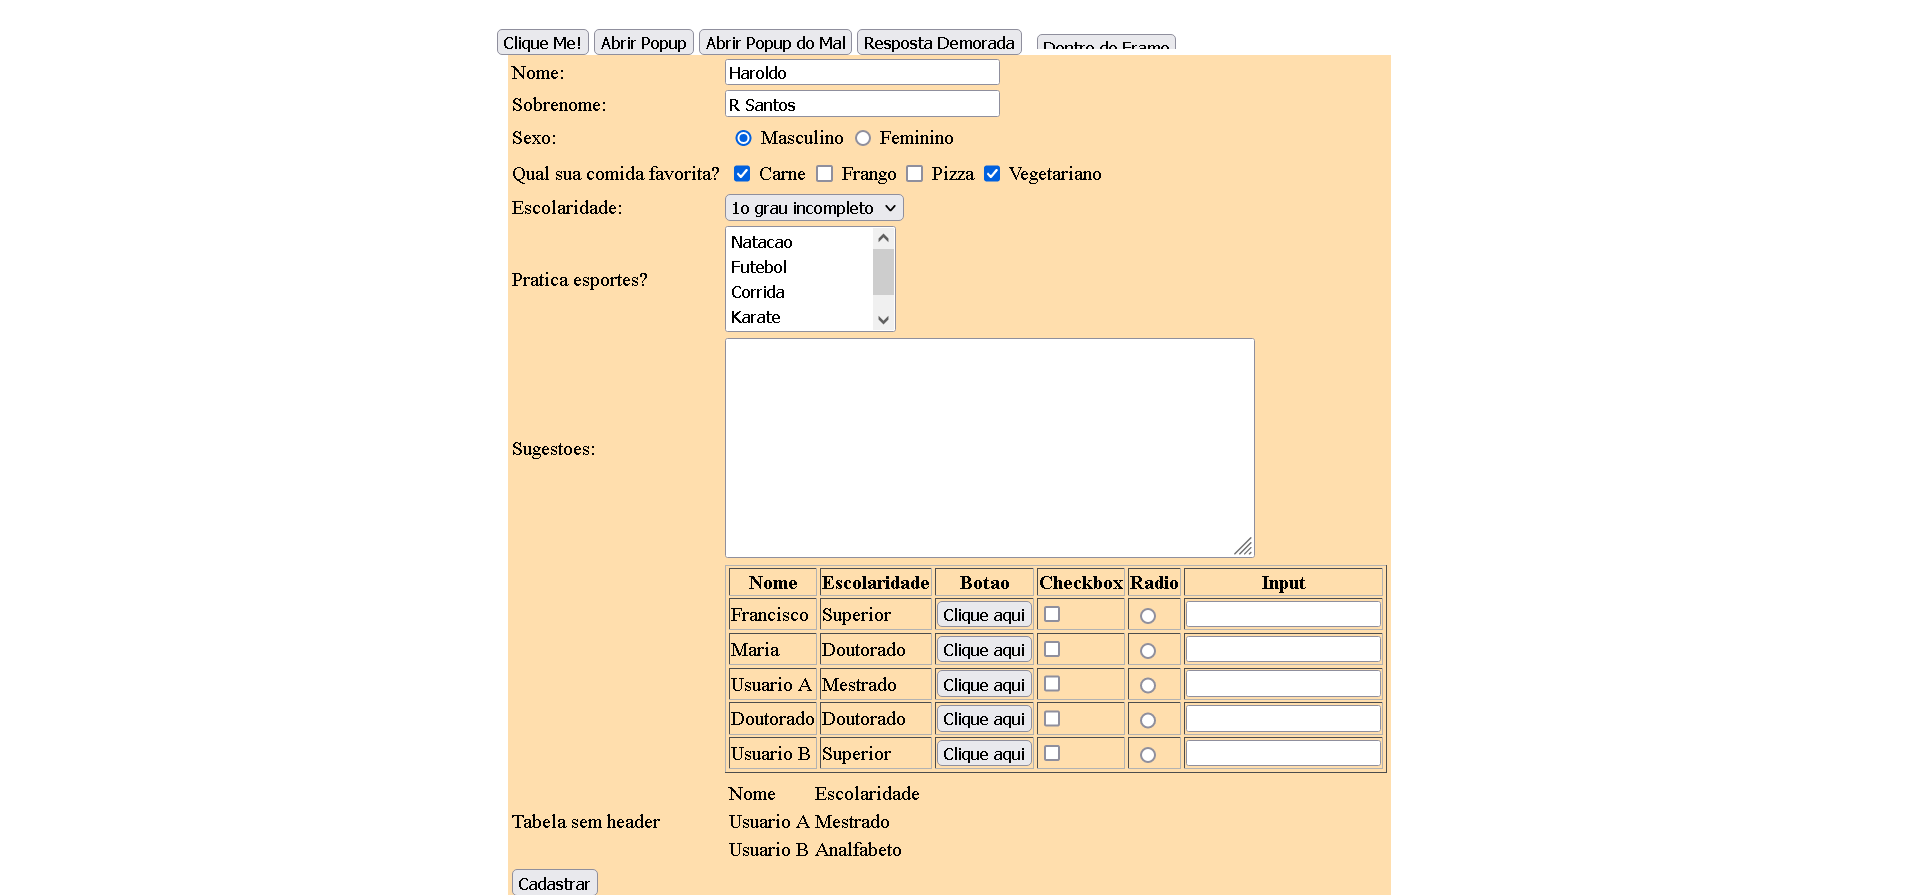 Clique Me! Abrir Popup Abrir Popup do Mal Resposta Demorada Dentro do Frame
Nome: Haroldo
Sobrenome: R Santos
Sexo: Masculino Feminino
Qual sua comida favorita? Carne Frango Pizza Vegetariano
Escolaridade: 1o grau incompleto
Natacao
Futebol
Pratica esportes?
Corrida
Karate
Sugestoes:
Nome Escolaridade Botao Checkbox Radio Input
Francisco Superior Clique aqui
Maria Doutorado Clique aqui
Usuario A Mestrado Clique aqui
Doutorado Doutorado Clique aqui
Usuario B Superior Clique aqui
Nome Escolaridade
Tabela sem header Usuario A Mestrado
Usuario B Analfabeto
Cadastrar